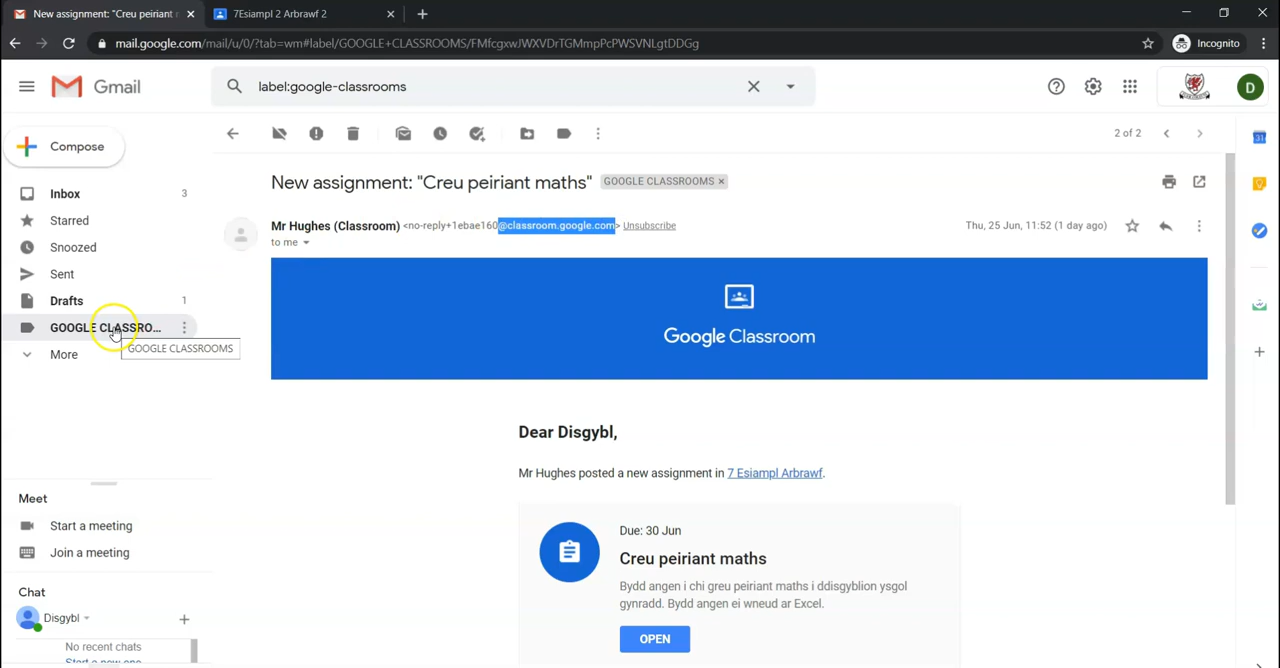 New assignment: "Creu peiriant m
7Esiampl 2 Arbrawf 2
mail.google.com/mail/u/0/?tab=wm#label/GOOGLE+CLASSROOMS/FMfcgxwJWXVDrTGMmpPcPWSVNLgtDDGg
Incognito
Gmail
label:google-classrooms
D
Compose
2 of 2
31
New assignment: "Creu peiriant maths"
GOOGLE CLASSROOMS ×
Inbox 3
Starred
Mr Hughes (Classroom) <no-reply+1ebae160@classroom.google.com> Unsubscribe
Thu, 25 Jun, 11:52 (1 day ago)
to me
Snoozed
Sent
Drafts 1
GOOGLE CLASSRO...
GOOGLE CLASSROOMS
More
Google Classroom
Dear Disgybl,
Mr Hughes posted a new assignment in 7 Esiampl Arbrawf.
Due: 30 Jun
Creu peiriant maths
Bydd angen i chi greu peiriant maths i ddisgyblion ysgol
gynradd. Bydd angen ei wneud ar Excel.
OPEN
Meet
Start a meeting
Join a meeting
Chat
Disgybl
No recent chats
Start a new one